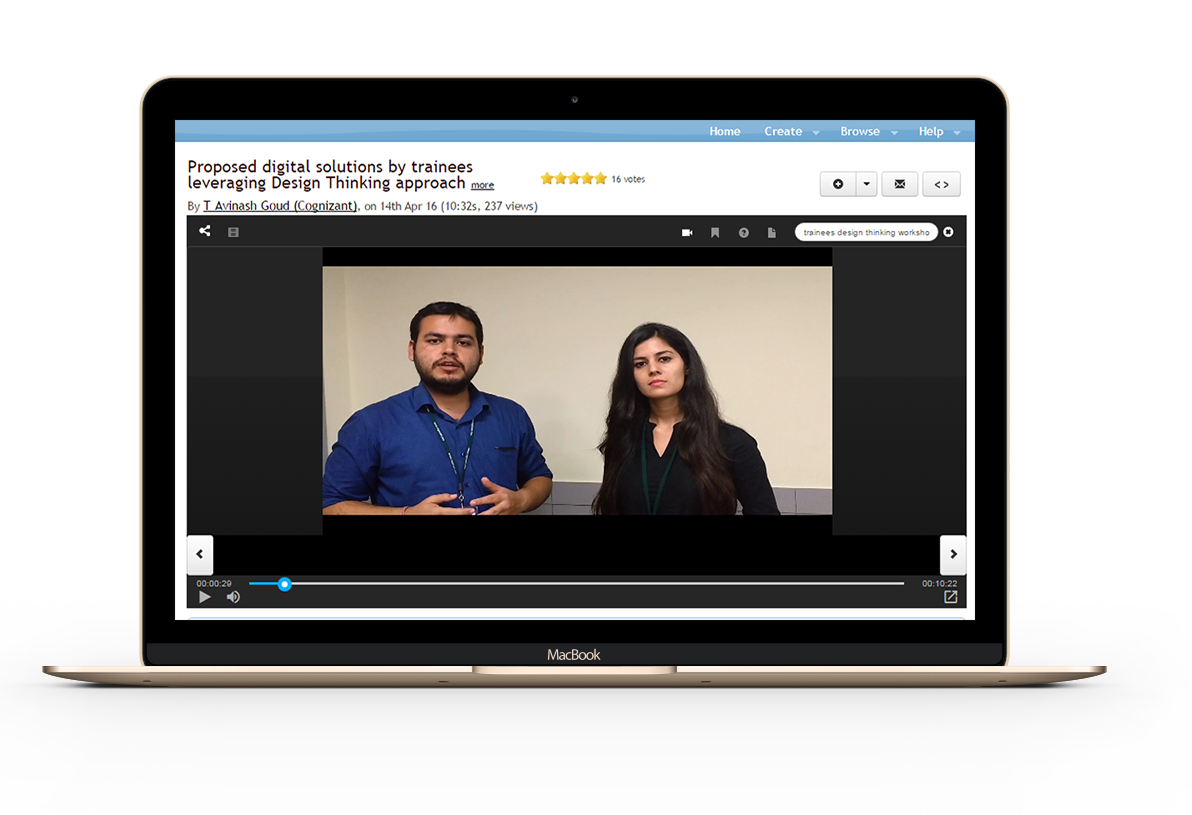 Home Create Browse Help
Proposed digital solutions by trainees
leveraging Design Thinking approach more
16 votes
By T Avinash Goud (Cognizant), on 14th Apr 16 (10:32s, 237 views)
trainees design thinking worksho
00:00:29
00:10:22
MacBook